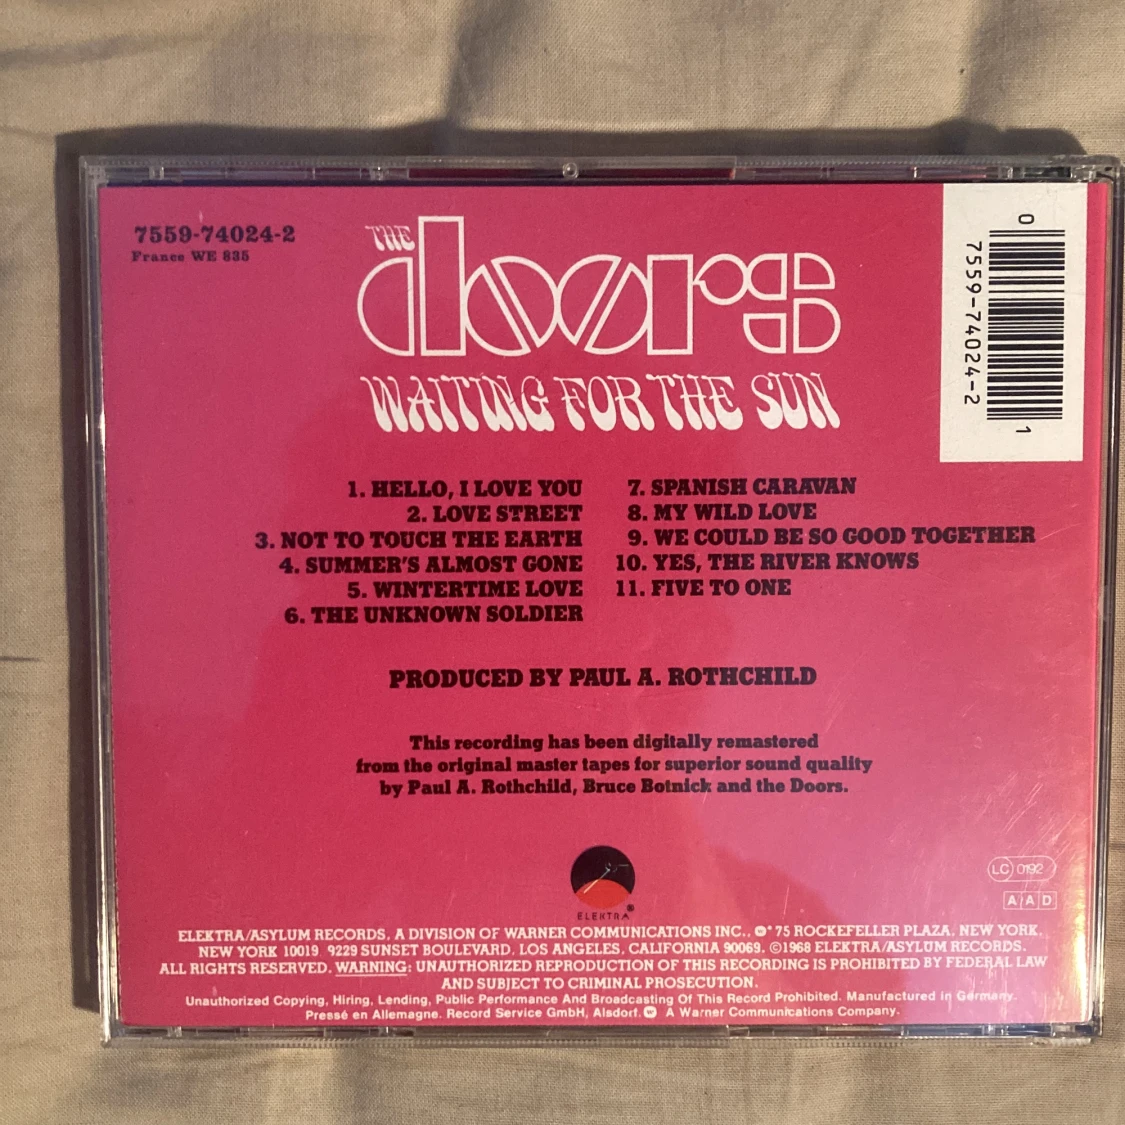 7559-74024-2
France WE 835
THE
doors
WAITING FOR THE SUN
0
7559-74024-2
1
1. HELLO, I LOVE YOU
2. LOVE STREET
3. NOT TO TOUCH THE EARTH
4. SUMMER'S ALMOST GONE
5. WINTERTIME LOVE
6. THE UNKNOWN SOLDIER
7. SPANISH CARAVAN
8. MY WILD LOVE
9. WE COULD BE SO GOOD TOGETHER
10. YES, THE RIVER KNOWS
11. FIVE TO ONE
PRODUCED BY PAUL A. ROTHCHILD
This recording has been digitally remastered
from the original master tapes for superior sound quality
by Paul A. Rothchild, Bruce Botnick and the Doors.
LC 0192
AAD
ELEKTRA®
ELEKTRA/ASYLUM RECORDS, A DIVISION OF WARNER COMMUNICATIONS INC., 75 ROCKEFELLER PLAZA, NEW YORK,
NEW YORK 10019 9229 SUNSET BOULEVARD, LOS ANGELES, CALIFORNIA 90069. ©1968 ELEKTRA/ASYLUM RECORDS.
ALL RIGHTS RESERVED. WARNING: UNAUTHORIZED REPRODUCTION OF THIS RECORDING IS PROHIBITED BY FEDERAL LAW
AND SUBJECT TO CRIMINAL PROSECUTION.
Unauthorized Copying, Hiring, Lending, Public Performance And Broadcasting Of This Record Prohibited. Manufactured in Germany.
Pressé en Allemagne. Record Service GmbH, Alsdorf. A Warner Communications Company.